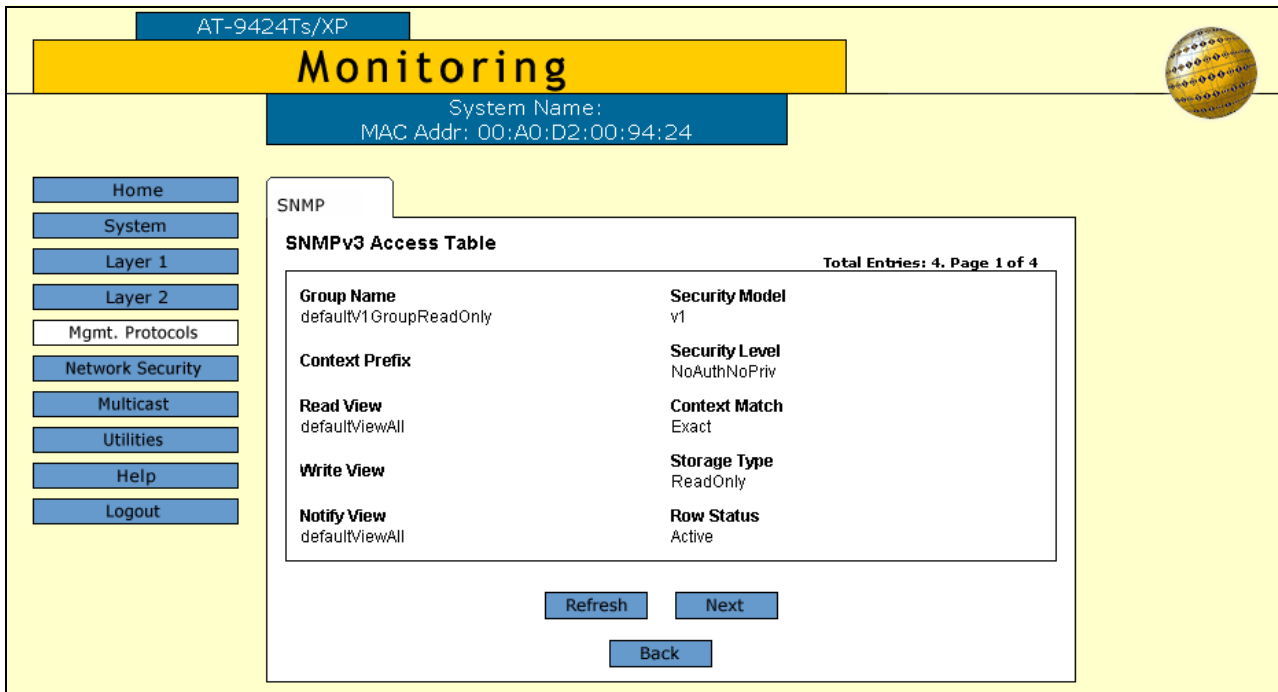 AT-9424Ts/XP
Monitoring
System Name:
MAC Addr: 00:A0:D2:00:94:24
Home
System
Layer 1
Layer 2
Mgmt. Protocols
Network Security
Multicast
Utilities
Help
Logout
SNMP
SNMPv3 Access Table
Total Entries: 4. Page 1 of 4
Group Name
defaultV1GroupReadOnly
Security Model
v1
Context Prefix
Security Level
NoAuthNoPriv
Read View
defaultViewAll
Context Match
Exact
Write View
Storage Type
ReadOnly
Notify View
defaultViewAll
Row Status
Active
Refresh
Next
Back